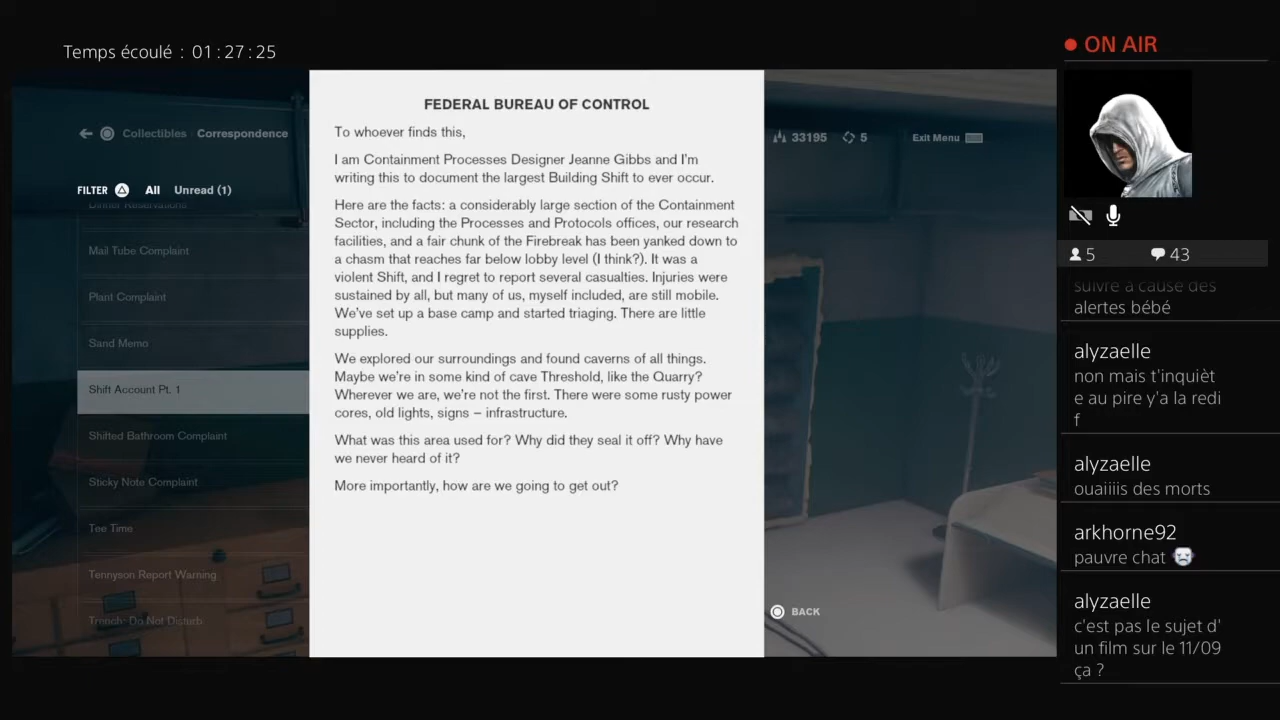 Temps écoulé : 01:27:25
ON AIR
← Collectibles Correspondence
33195 5 Exit Menu
FILTER All Unread (1)
Dinner Reservations
Mail Tube Complaint
Plant Complaint
Sand Memo
Shift Account Pt. 1
Shifted Bathroom Complaint
Sticky Note Complaint
Tee Time
Tennyson Report Warning
Trench: Do Not Disturb
FEDERAL BUREAU OF CONTROL
To whoever finds this,
I am Containment Processes Designer Jeanne Gibbs and I'm
writing this to document the largest Building Shift to ever occur.
Here are the facts: a considerably large section of the Containment
Sector, including the Processes and Protocols offices, our research
facilities, and a fair chunk of the Firebreak has been yanked down to
a chasm that reaches far below lobby level (I think?). It was a
violent Shift, and I regret to report several casualties. Injuries were
sustained by all, but many of us, myself included, are still mobile.
We've set up a base camp and started triaging. There are little
supplies.
We explored our surroundings and found caverns of all things.
Maybe we're in some kind of cave Threshold, like the Quarry?
Wherever we are, we're not the first. There were some rusty power
cores, old lights, signs – infrastructure.
What was this area used for? Why did they seal it off? Why have
we never heard of it?
More importantly, how are we going to get out?
BACK
5 43
suivre à cause des
alertes bébé
alyzaelle
non mais t'inquièt
e au pire y'a la redi
f
alyzaelle
ouaiiiis des morts
arkhorne92
pauvre chat
alyzaelle
c'est pas le sujet d'
un film sur le 11/09
ça ?